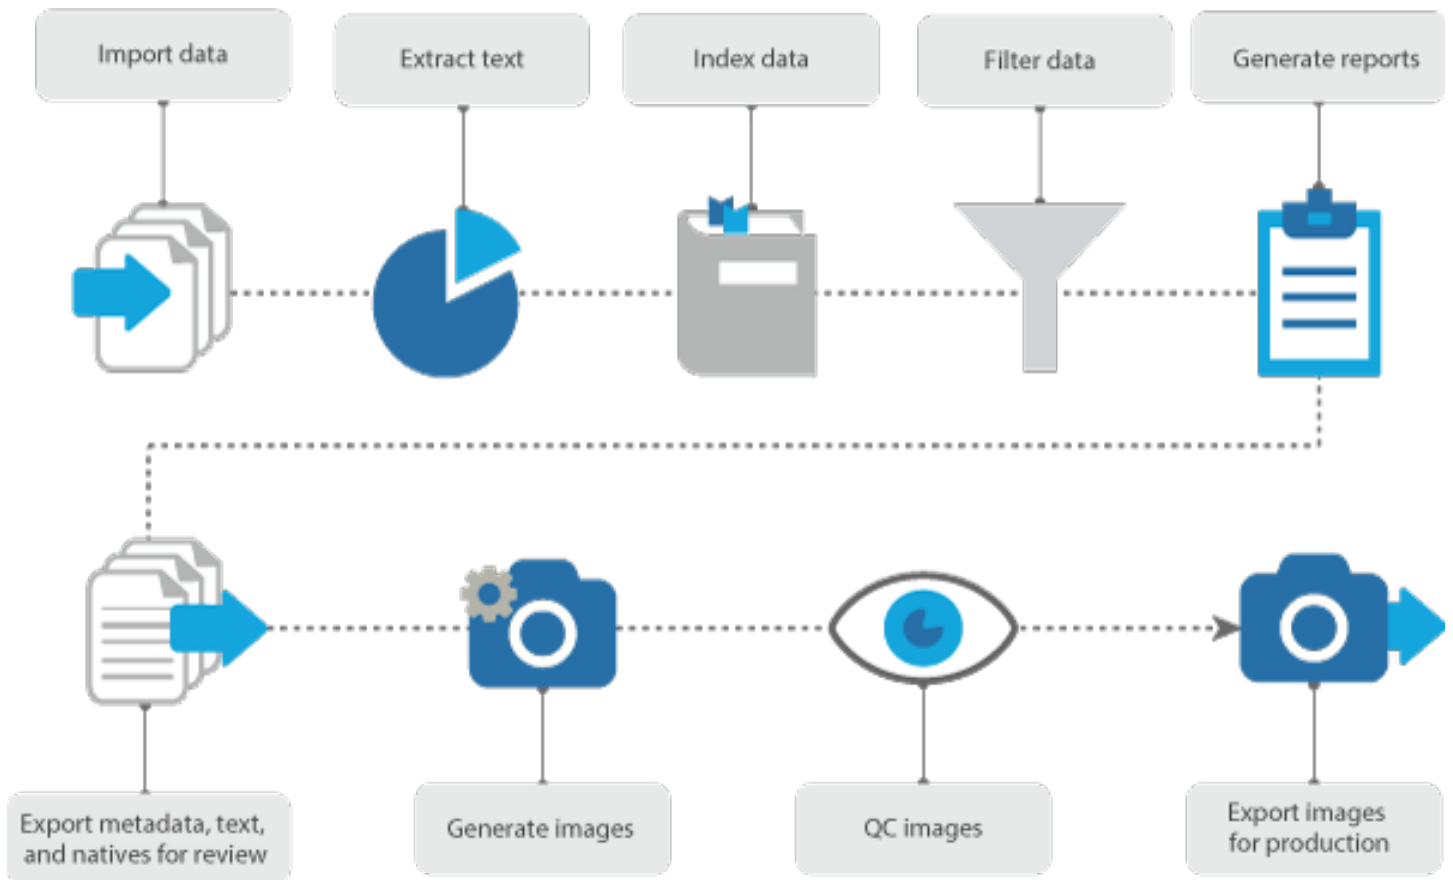 Import data
Extract text
Index data
Filter data
Generate reports
Export metadata, text,
and natives for review
Generate images
QC images
Export images
for production